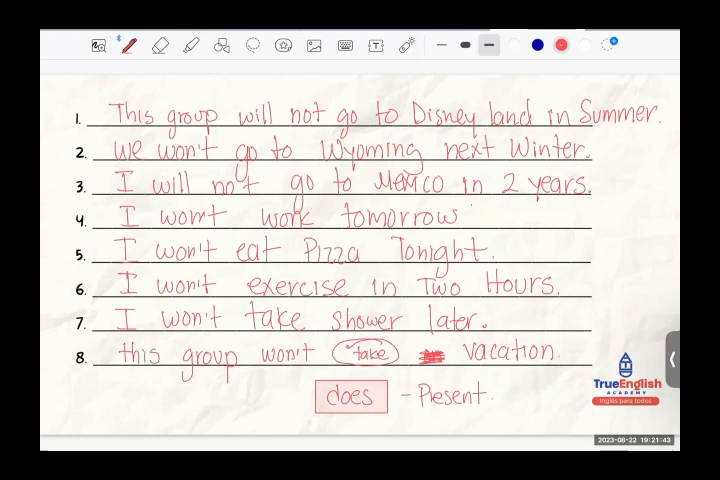 1. This group will not go to Disney land in Summer.
2. we won't go to Wyoming next Winter.
3. I will not go to Mexico in 2 years.
4. I won't work tomorrow
5. I won't eat Pizza Tonight.
6. I won't exercise in Two Hours.
7. I won't take shower later.
8. this group won't take vacation.
does - Present.
TrueEnglish
ACADEMY
Inglés para todos
2023-08-22 19:21:43